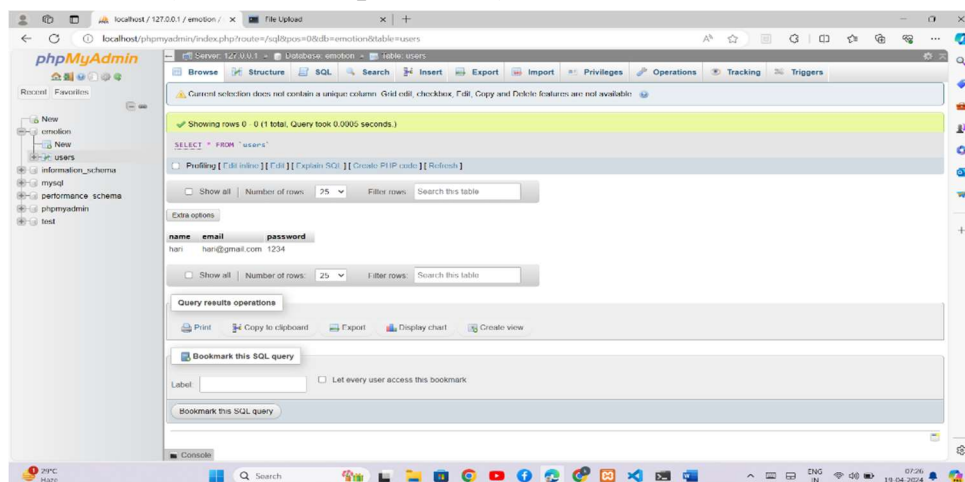 localhost / 127.0.0.1 / emotion /
File Upload
localhost/phpmyadmin/index.php?route=/sql&pos=0&db=emotion&table=users
phpMyAdmin
Recent Favorites
New
emotion
New
users
information_schema
mysql
performance_schema
phpmyadmin
test
Server: 127.0.0.1 » Database: emotion » Table: users
Browse Structure SQL Search Insert Export Import Privileges Operations Tracking Triggers
Current selection does not contain a unique column. Grid edit, checkbox, Edit, Copy and Delete features are not available.
Showing rows 0 - 0 (1 total, Query took 0.0005 seconds.)
SELECT * FROM `users`
Profiling [ Edit inline ] [ Edit ] [ Explain SQL ] [ Create PHP code ] [ Refresh ]
Show all | Number of rows: 25 Filter rows: Search this table
Extra options
name email password
hari hari@gmail.com 1234
Show all | Number of rows: 25 Filter rows: Search this table
Query results operations
Print Copy to clipboard Export Display chart Create view
Bookmark this SQL query
Label: Let every user access this bookmark
Bookmark this SQL query
Console
29°C
Haze
Search
ENG
IN
07:26
19-04-2024